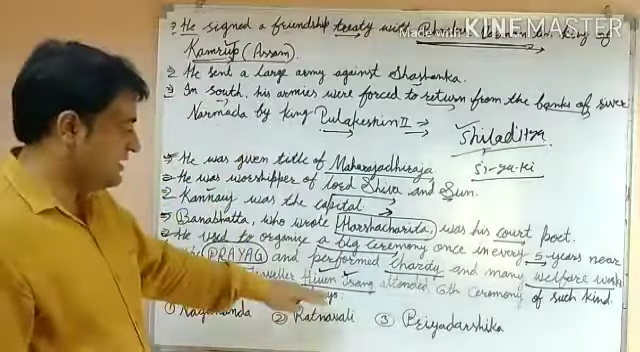 He signed a friendship treaty with king of
Made with KINEMASTER
Kamrup (Assam).
He sent a large army against Shashanka.
In south, his armies were forced to return from the banks of river
Narmada by king Pulakeshin II
Shiladitya
He was given title of Maharajadhiraja.
Si-yu-ki
He was worshipper of lord Shiva and Sun.
was the capital.
Banabhatta, who wrote Harshacharita, was his court poet.
He used to organise a big ceremony once in every 5-years near
PRAYAG and performed charity and many welfare work
Hiuen Tsang attended 6th ceremony of such kind.
① Nagananda ② Ratnavali ③ Priyadarshika